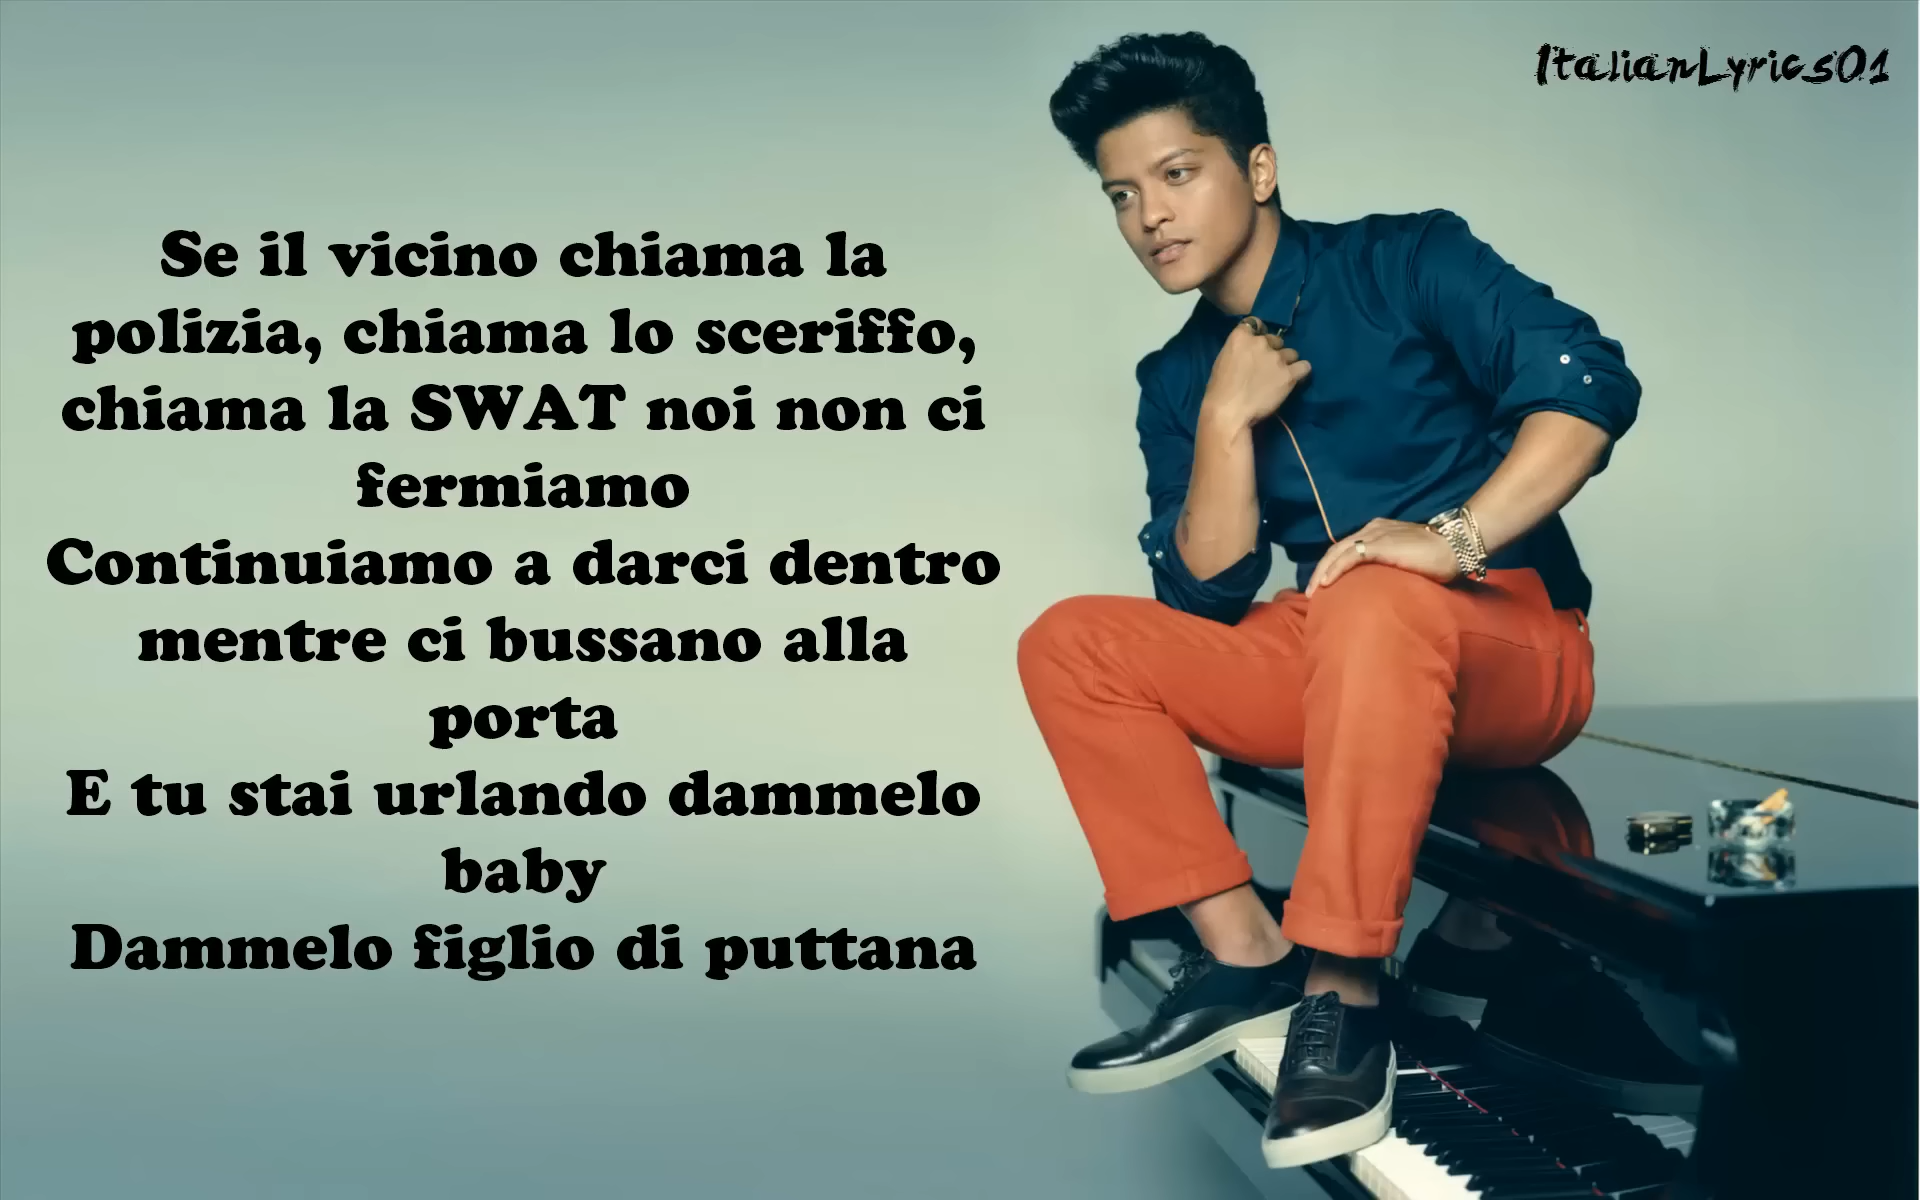 ItalianLyrics01
Se il vicino chiama la
polizia, chiama lo sceriffo,
chiama la SWAT noi non ci
fermiamo
Continuiamo a darci dentro
mentre ci bussano alla
porta
E tu stai urlando dammelo
baby
Dammelo figlio di puttana